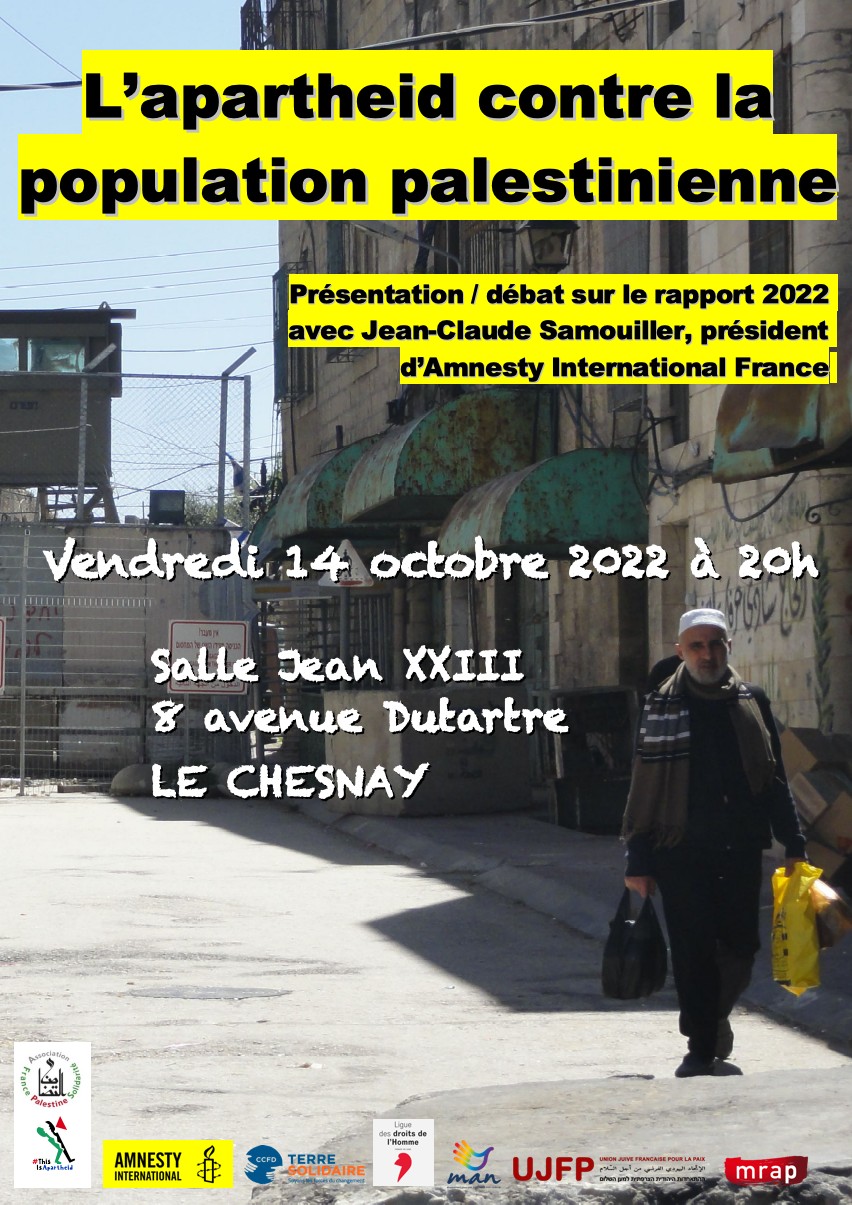 L’apartheid contre la
population palestinienne
Présentation / débat sur le rapport 2022
avec Jean-Claude Samouiller, président
d’Amnesty International France
Vendredi 14 octobre 2022 à 20h
אין מעבר!
Salle Jean XXIII
8 avenue Dutartre
LE CHESNAY
Association
France
Palestine
Solidarité
#This
IsApartheid
AMNESTY
INTERNATIONAL
CCFD
TERRE
SOLIDAIRE
Ligue
des droits de
l’Homme
man
UJFP
UNION JUIVE FRANÇAISE POUR LA PAIX
mrap